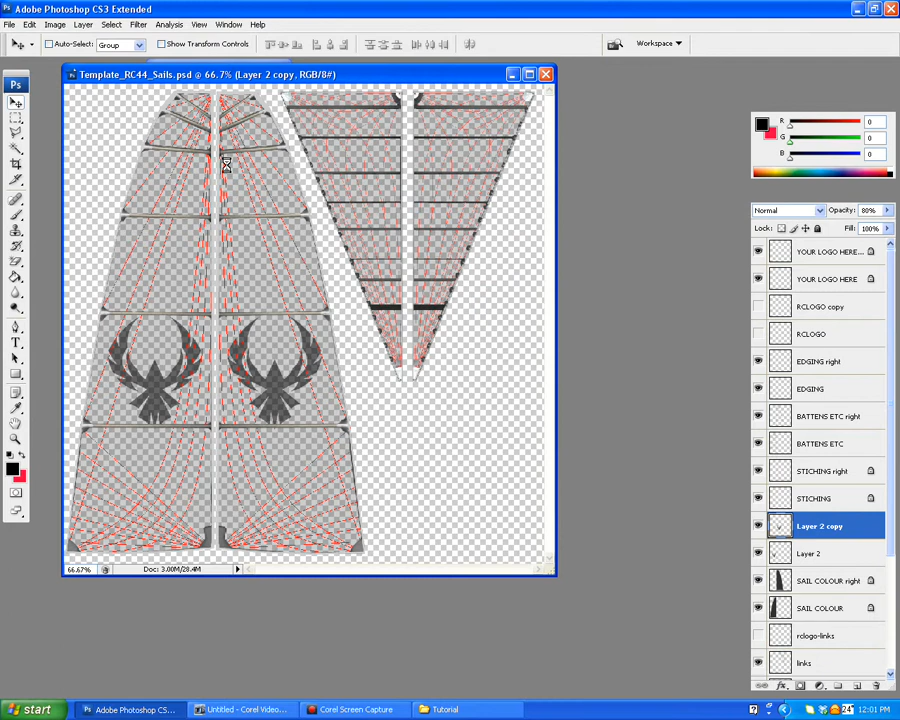 Adobe Photoshop CS3 Extended
File Edit Image Layer Select Filter Analysis View Window Help
Auto-Select: Group Show Transform Controls Workspace
Ps
Template_RC44_Sails.psd @ 66.7% (Layer 2 copy, RGB/8#)
R 0
G 0
B 0
Normal Opacity: 80%
Lock: Fill: 100%
YOUR LOGO HERE...
YOUR LOGO HERE
RCLOGO copy
RCLOGO
EDGING right
EDGING
BATTENS ETC right
BATTENS ETC
STICHING right
STICHING
Layer 2 copy
Layer 2
SAIL COLOUR right
SAIL COLOUR
rclogo-links
links
T
66.67% Doc: 3.00M/28.4M
start Adobe Photoshop CS... Untitled - Corel Video... Corel Screen Capture Tutorial 24° 12:01 PM